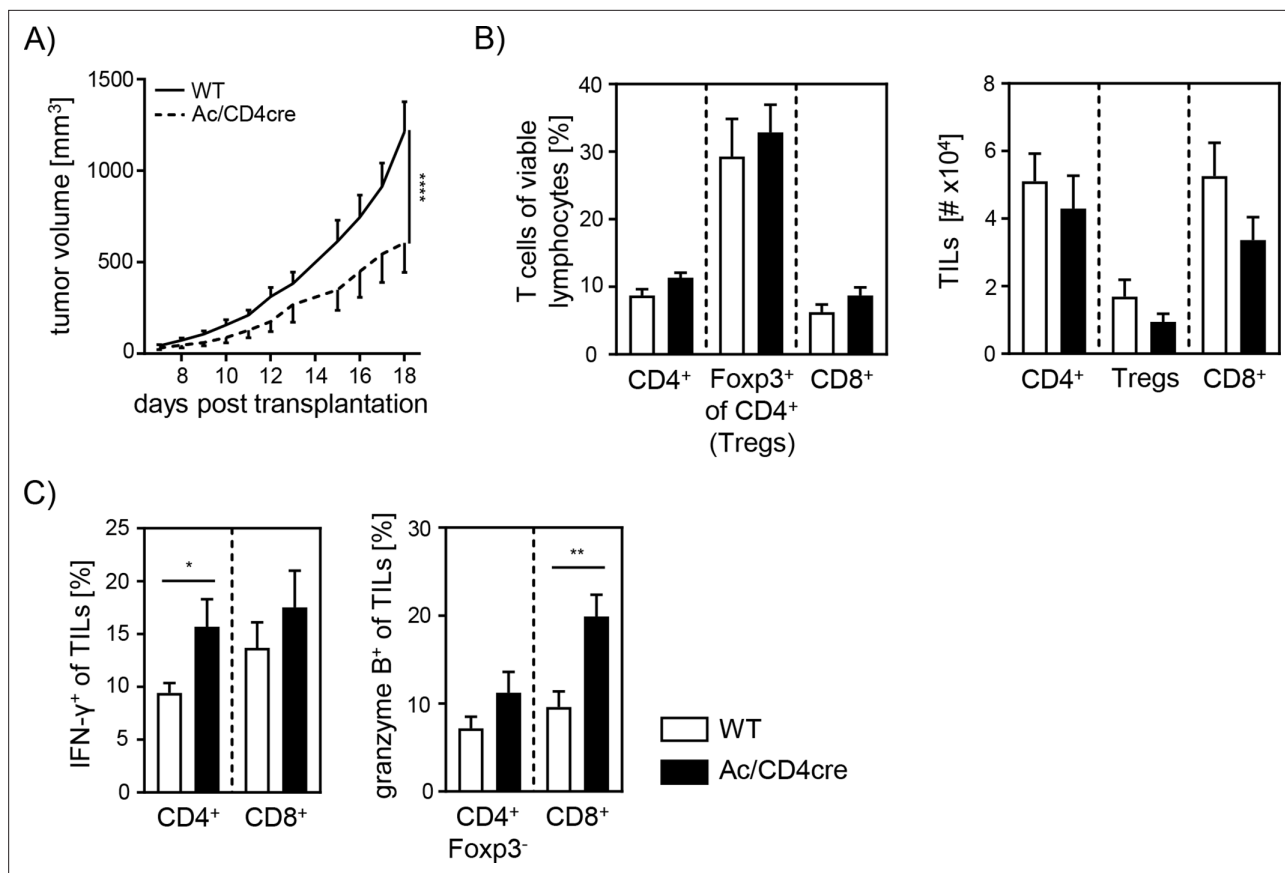 A)
tumor volume [mm³]
1500
1000
500
0
WT
Ac/CD4cre
****
8 10 12 14 16 18
days post transplantation
B)
T cells of viable
lymphocytes [%]
40
30
20
10
0
CD4⁺ Foxp3⁺ CD8⁺
of CD4⁺
(Tregs)
TILs [# x10⁴]
8
6
4
2
0
CD4⁺ Tregs CD8⁺
C)
IFN-γ⁺ of TILs [%]
25
20
15
10
5
0
*
CD4⁺ CD8⁺
granzyme B⁺ of TILs [%]
30
20
10
0
**
CD4⁺ CD8⁺
Foxp3⁻
WT
Ac/CD4cre